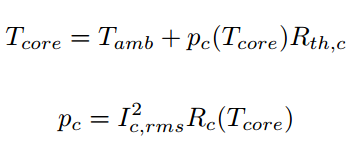 T_{core} = T_{amb} + p_c(T_{core})R_{th,c}
p_c = I_{c,rms}^2 R_c(T_{core})